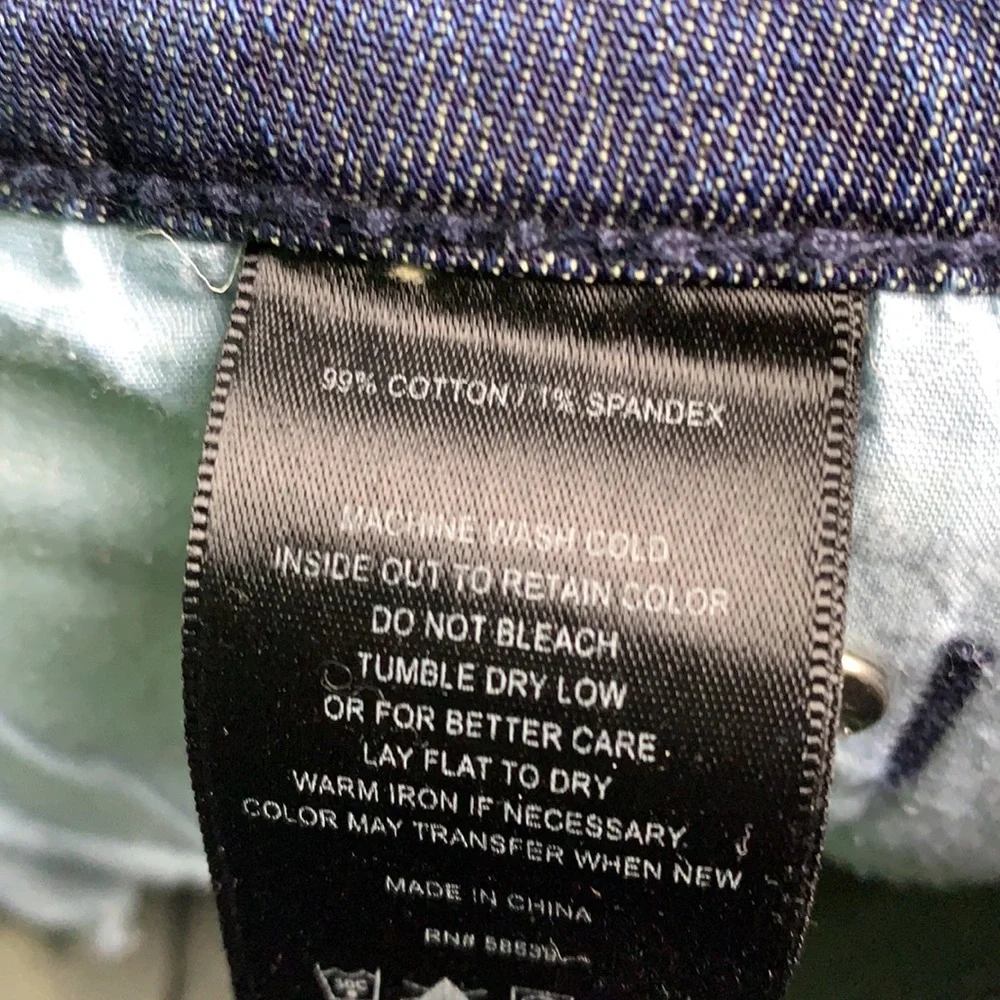 99% COTTON / 1% SPANDEX
MACHINE WASH COLD
INSIDE OUT TO RETAIN COLOR
DO NOT BLEACH
TUMBLE DRY LOW
OR FOR BETTER CARE
LAY FLAT TO DRY
WARM IRON IF NECESSARY.
COLOR MAY TRANSFER WHEN NEW
MADE IN CHINA
RN#